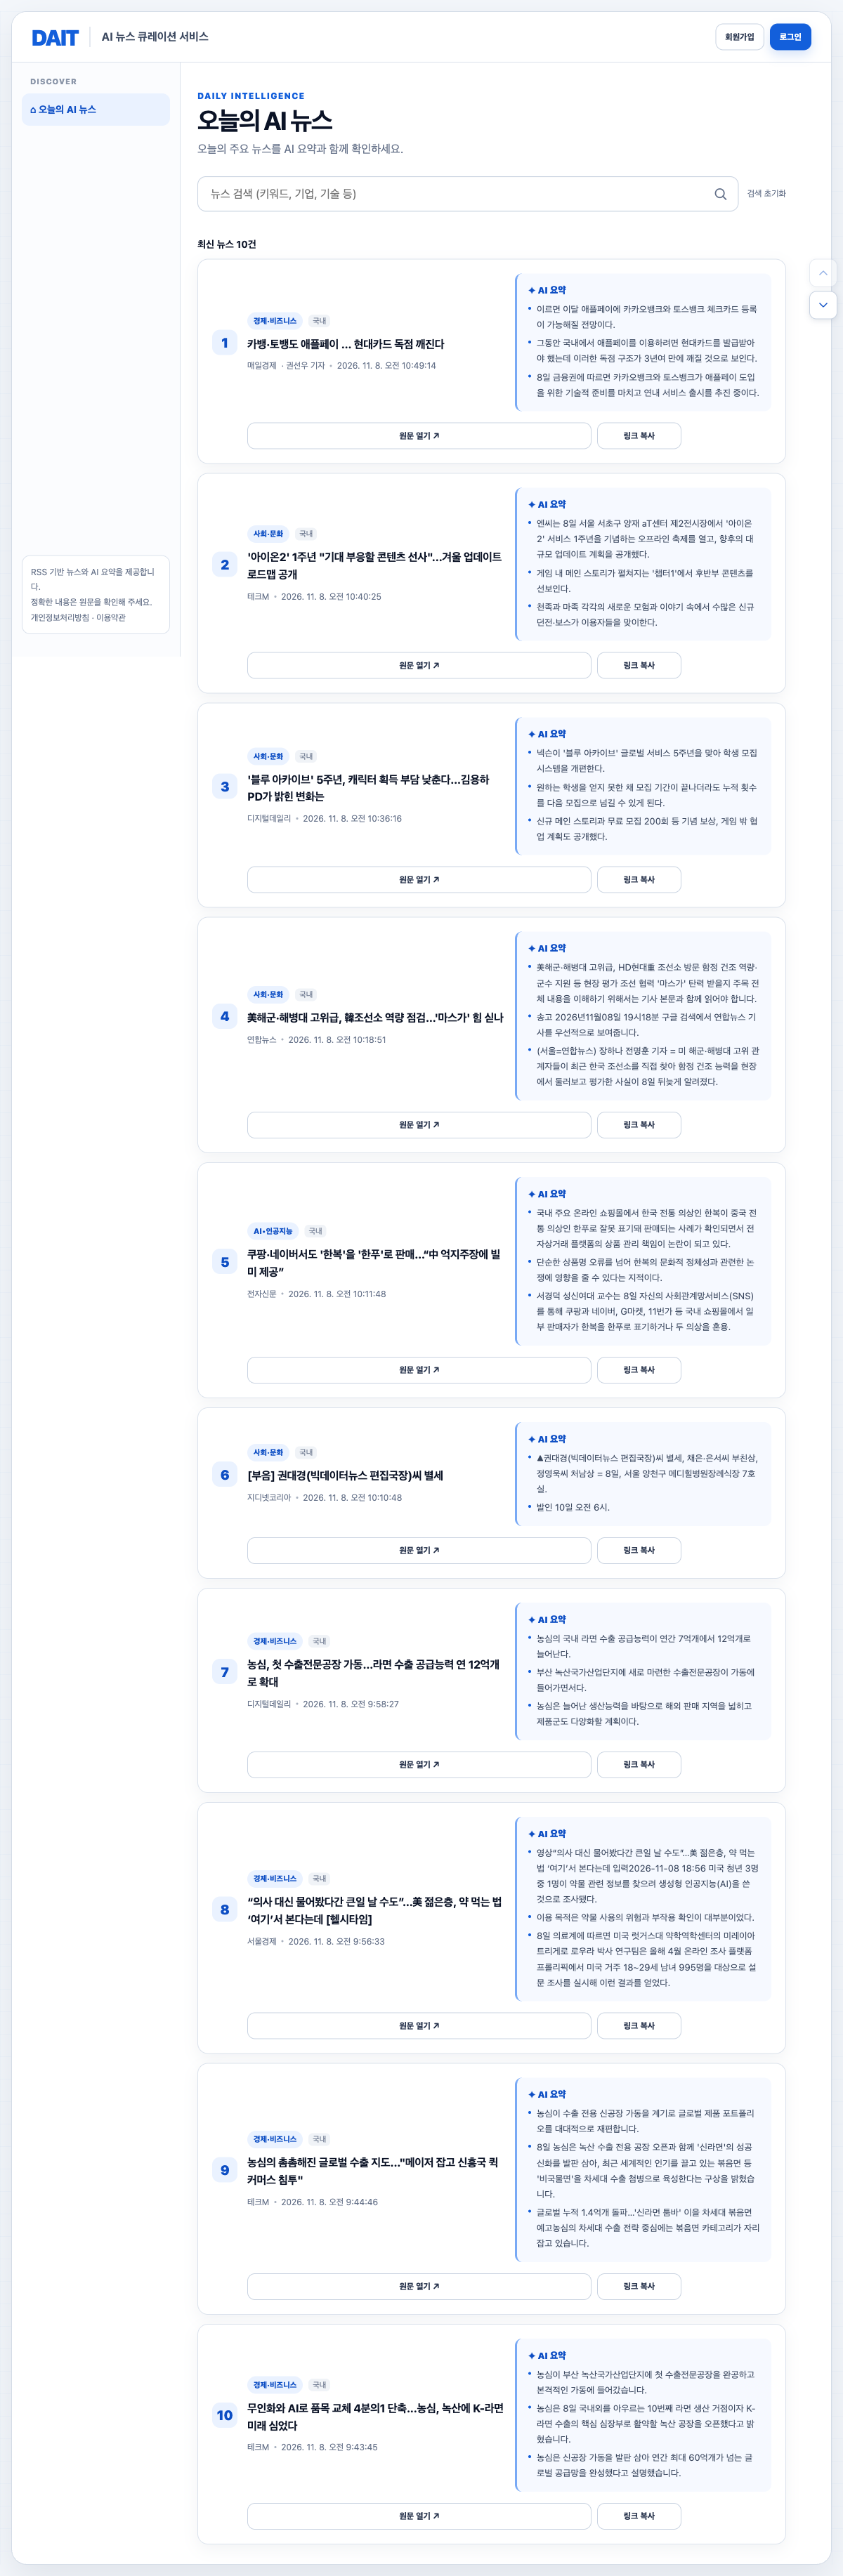 DAIT
AI 뉴스 큐레이션 서비스
회원가입
로그인
DISCOVER
⌂ 오늘의 AI 뉴스
RSS 기반 뉴스와 AI 요약을 제공합니
다.
정확한 내용은 원문을 확인해 주세요.
개인정보처리방침 · 이용약관
DAILY INTELLIGENCE
오늘의 AI 뉴스
오늘의 주요 뉴스를 AI 요약과 함께 확인하세요.
뉴스 검색 (키워드, 기업, 기술 등)
검색 초기화
최신 뉴스 10건
1
경제·비즈니스 국내
카뱅·토뱅도 애플페이 … 현대카드 독점 깨진다
매일경제 · 권선우 기자 • 2026. 11. 8. 오전 10:49:14
✦ AI 요약
• 이르면 이달 애플페이에 카카오뱅크와 토스뱅크 체크카드 등록
이 가능해질 전망이다.
• 그동안 국내에서 애플페이를 이용하려면 현대카드를 발급받아
야 했는데 이러한 독점 구조가 3년여 만에 깨질 것으로 보인다.
• 8일 금융권에 따르면 카카오뱅크와 토스뱅크가 애플페이 도입
을 위한 기술적 준비를 마치고 연내 서비스 출시를 추진 중이다.
원문 열기 ↗
링크 복사
2
사회·문화 국내
'아이온2' 1주년 "기대 부응할 콘텐츠 선사"…겨울 업데이트
로드맵 공개
테크M • 2026. 11. 8. 오전 10:40:25
✦ AI 요약
• 엔씨는 8일 서울 서초구 양재 aT센터 제2전시장에서 '아이온
2' 서비스 1주년을 기념하는 오프라인 축제를 열고, 향후의 대
규모 업데이트 계획을 공개했다.
• 게임 내 메인 스토리가 펼쳐지는 '챕터1'에서 후반부 콘텐츠를
선보인다.
• 천족과 마족 각각의 새로운 모험과 이야기 속에서 수많은 신규
던전·보스가 이용자들을 맞이한다.
원문 열기 ↗
링크 복사
3
사회·문화 국내
'블루 아카이브' 5주년, 캐릭터 획득 부담 낮춘다…김용하
PD가 밝힌 변화는
디지털데일리 • 2026. 11. 8. 오전 10:36:16
✦ AI 요약
• 넥슨이 '블루 아카이브' 글로벌 서비스 5주년을 맞아 학생 모집
시스템을 개편한다.
• 원하는 학생을 얻지 못한 채 모집 기간이 끝나더라도 누적 횟수
를 다음 모집으로 넘길 수 있게 된다.
• 신규 메인 스토리과 무료 모집 200회 등 기념 보상, 게임 밖 협
업 계획도 공개했다.
원문 열기 ↗
링크 복사
4
사회·문화 국내
美해군·해병대 고위급, 韓조선소 역량 점검…'마스가' 힘 싣나
연합뉴스 • 2026. 11. 8. 오전 10:18:51
✦ AI 요약
• 美해군·해병대 고위급, HD현대重 조선소 방문 함정 건조 역량·
군수 지원 등 현장 평가 조선 협력 '마스가' 탄력 받을지 주목 전
체 내용을 이해하기 위해서는 기사 본문과 함께 읽어야 합니다.
• 송고 2026년11월08일 19시18분 구글 검색에서 연합뉴스 기
사를 우선적으로 보여줍니다.
• (서울=연합뉴스) 장하나 전명훈 기자 = 미 해군·해병대 고위 관
계자들이 최근 한국 조선소를 직접 찾아 함정 건조 능력을 현장
에서 둘러보고 평가한 사실이 8일 뒤늦게 알려졌다.
원문 열기 ↗
링크 복사
5
AI·인공지능 국내
쿠팡·네이버서도 '한복'을 '한푸'로 판매…“中 억지주장에 빌
미 제공”
전자신문 • 2026. 11. 8. 오전 10:11:48
✦ AI 요약
• 국내 주요 온라인 쇼핑몰에서 한국 전통 의상인 한복이 중국 전
통 의상인 한푸로 잘못 표기돼 판매되는 사례가 확인되면서 전
자상거래 플랫폼의 상품 관리 책임이 논란이 되고 있다.
• 단순한 상품명 오류를 넘어 한복의 문화적 정체성과 관련한 논
쟁에 영향을 줄 수 있다는 지적이다.
• 서경덕 성신여대 교수는 8일 자신의 사회관계망서비스(SNS)
를 통해 쿠팡과 네이버, G마켓, 11번가 등 국내 쇼핑몰에서 일
부 판매자가 한복을 한푸로 표기하거나 두 의상을 혼용.
원문 열기 ↗
링크 복사
6
사회·문화 국내
[부음] 권대경(빅데이터뉴스 편집국장)씨 별세
지디넷코리아 • 2026. 11. 8. 오전 10:10:48
✦ AI 요약
• ▲권대경(빅데이터뉴스 편집국장)씨 별세, 채은·은서씨 부친상,
정영욱씨 처남상 = 8일, 서울 양천구 메디힐병원장례식장 7호
실.
• 발인 10일 오전 6시.
원문 열기 ↗
링크 복사
7
경제·비즈니스 국내
농심, 첫 수출전문공장 가동…라면 수출 공급능력 연 12억개
로 확대
디지털데일리 • 2026. 11. 8. 오전 9:58:27
✦ AI 요약
• 농심의 국내 라면 수출 공급능력이 연간 7억개에서 12억개로
늘어난다.
• 부산 녹산국가산업단지에 새로 마련한 수출전문공장이 가동에
들어가면서다.
• 농심은 늘어난 생산능력을 바탕으로 해외 판매 지역을 넓히고
제품군도 다양화할 계획이다.
원문 열기 ↗
링크 복사
8
경제·비즈니스 국내
“의사 대신 물어봤다간 큰일 날 수도”…美 젊은층, 약 먹는 법
‘여기’서 본다는데 [헬시타임]
서울경제 • 2026. 11. 8. 오전 9:56:33
✦ AI 요약
• 영상“의사 대신 물어봤다간 큰일 날 수도”…美 젊은층, 약 먹는
법 ‘여기’서 본다는데 입력2026-11-08 18:56 미국 청년 3명
중 1명이 약물 관련 정보를 찾으려 생성형 인공지능(AI)을 쓴
것으로 조사됐다.
• 이용 목적은 약물 사용의 위험과 부작용 확인이 대부분이었다.
• 8일 의료계에 따르면 미국 럿거스대 약학역학센터의 미레이아
트리게로 로우라 박사 연구팀은 올해 4월 온라인 조사 플랫폼
프롤리픽에서 미국 거주 18~29세 남녀 995명을 대상으로 설
문 조사를 실시해 이런 결과를 얻었다.
원문 열기 ↗
링크 복사
9
경제·비즈니스 국내
농심의 촘촘해진 글로벌 수출 지도…"메이저 잡고 신흥국 퀵
커머스 침투"
테크M • 2026. 11. 8. 오전 9:44:46
✦ AI 요약
• 농심이 수출 전용 신공장 가동을 계기로 글로벌 제품 포트폴리
오를 대대적으로 재편합니다.
• 8일 농심은 녹산 수출 전용 공장 오픈과 함께 '신라면'의 성공
신화를 발판 삼아, 최근 세계적인 인기를 끌고 있는 볶음면 등
'비국물면'을 차세대 수출 첨병으로 육성한다는 구상을 밝혔습
니다.
• 글로벌 누적 1.4억개 돌파…'신라면 툼바' 이을 차세대 볶음면
예고농심의 차세대 수출 전략 중심에는 볶음면 카테고리가 자리
잡고 있습니다.
원문 열기 ↗
링크 복사
10
경제·비즈니스 국내
무인화와 AI로 품목 교체 4분의1 단축…농심, 녹산에 K-라면
미래 심었다
테크M • 2026. 11. 8. 오전 9:43:45
✦ AI 요약
• 농심이 부산 녹산국가산업단지에 첫 수출전문공장을 완공하고
본격적인 가동에 들어갔습니다.
• 농심은 8일 국내외를 아우르는 10번째 라면 생산 거점이자 K-
라면 수출의 핵심 심장부로 활약할 녹산 공장을 오픈했다고 밝
혔습니다.
• 농심은 신공장 가동을 발판 삼아 연간 최대 60억개가 넘는 글
로벌 공급망을 완성했다고 설명했습니다.
원문 열기 ↗
링크 복사